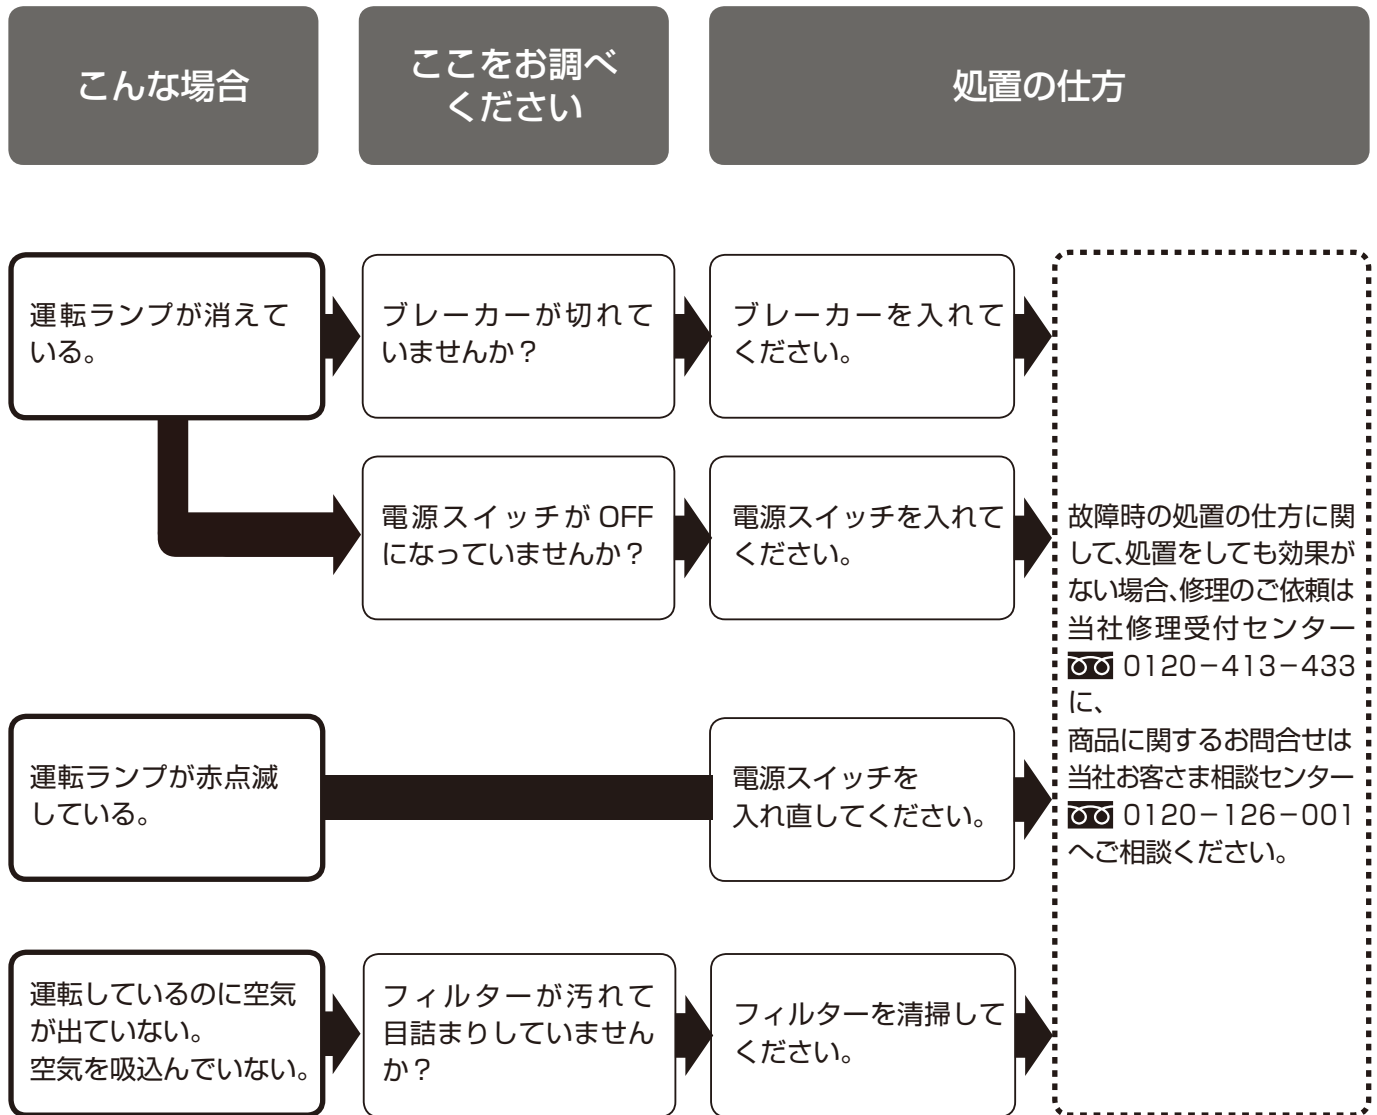 こんな場合
ここをお調べ
ください
処置の仕方
運転ランプが消えて
いる。
ブレーカーが切れて
いませんか？
ブレーカーを入れて
ください。
電源スイッチが OFF
になっていませんか？
電源スイッチを入れて
ください。
運転ランプが赤点滅
している。
電源スイッチを
入れ直してください。
運転しているのに空気
が出ていない。
空気を吸込んでいない。
フィルターが汚れて
目詰まりしていません
か？
フィルターを清掃して
ください。
故障時の処置の仕方に関
して、処置をしても効果が
ない場合、修理のご依頼は
当社修理受付センター
0120−413−433
に、
商品に関するお問合せは
当社お客さま相談センター
0120−126−001
へご相談ください。